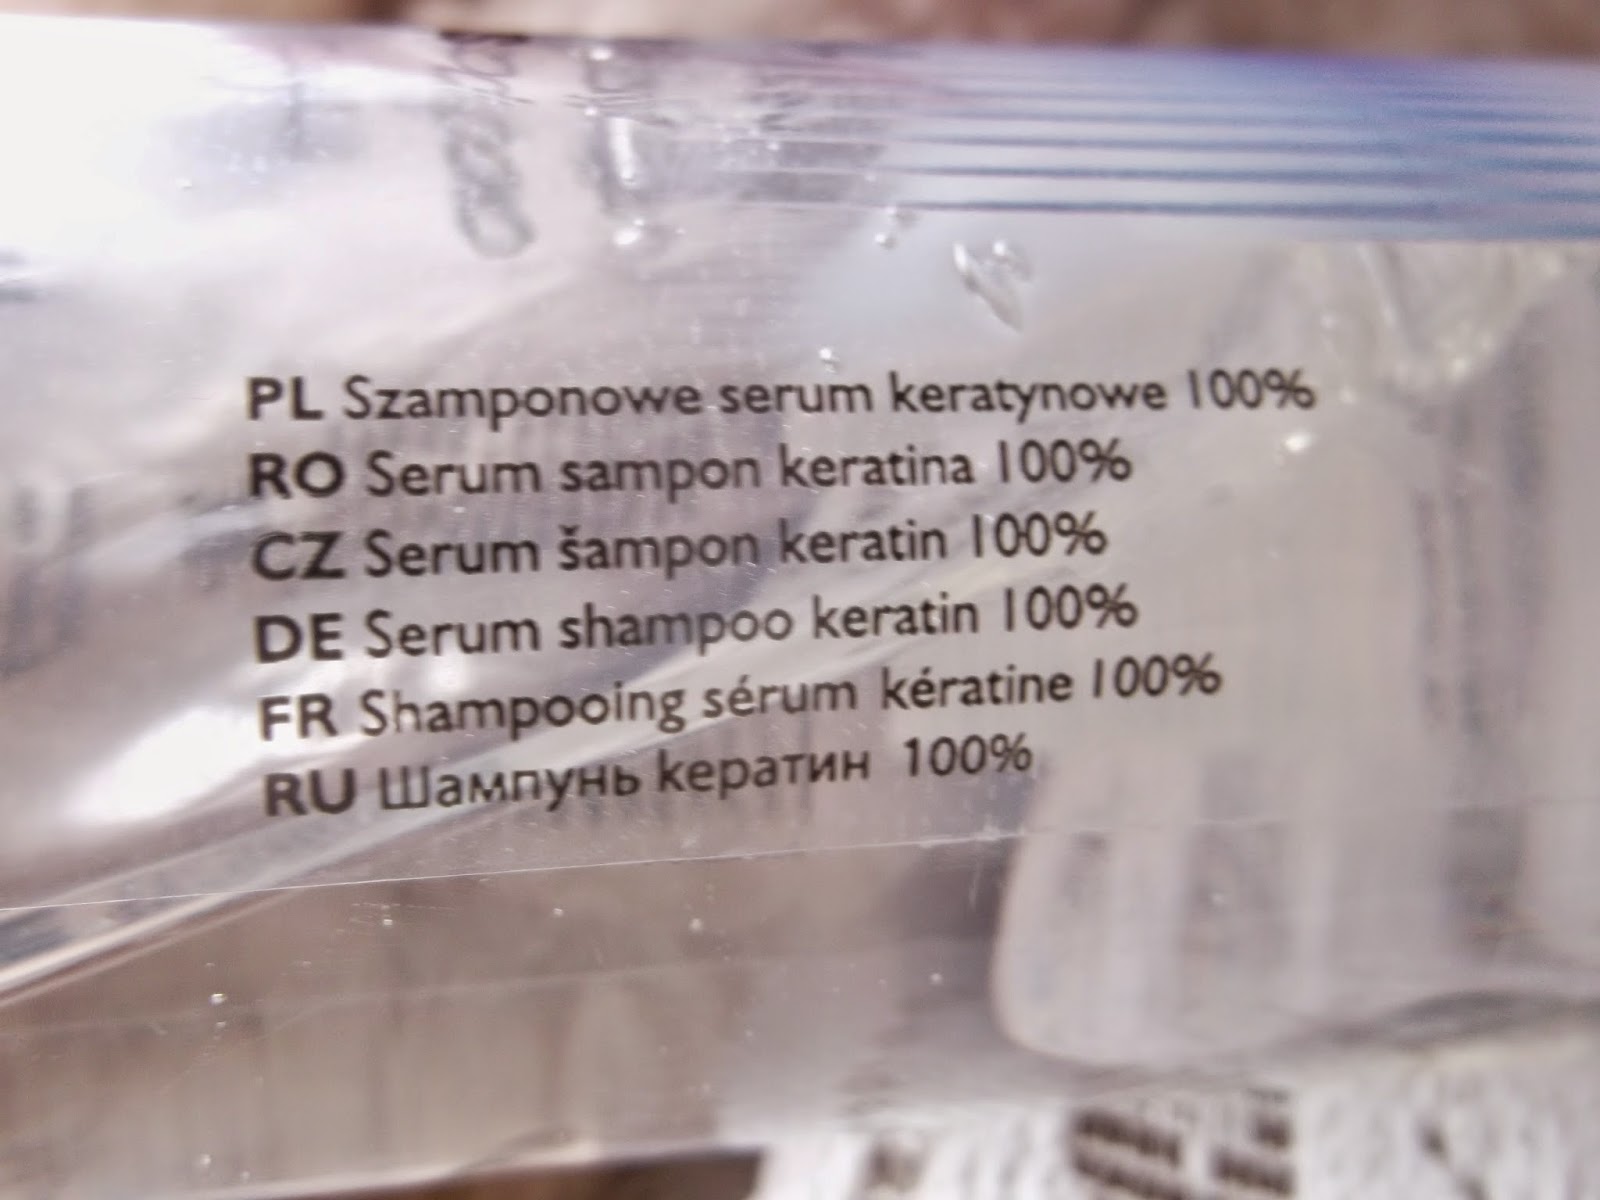 PL Szamponowe serum keratynowe 100%
RO Serum sampon keratina 100%
CZ Serum šampon keratin 100%
DE Serum shampoo keratin 100%
FR Shampooing sérum kératine 100%
RU Шампунь кератин 100%